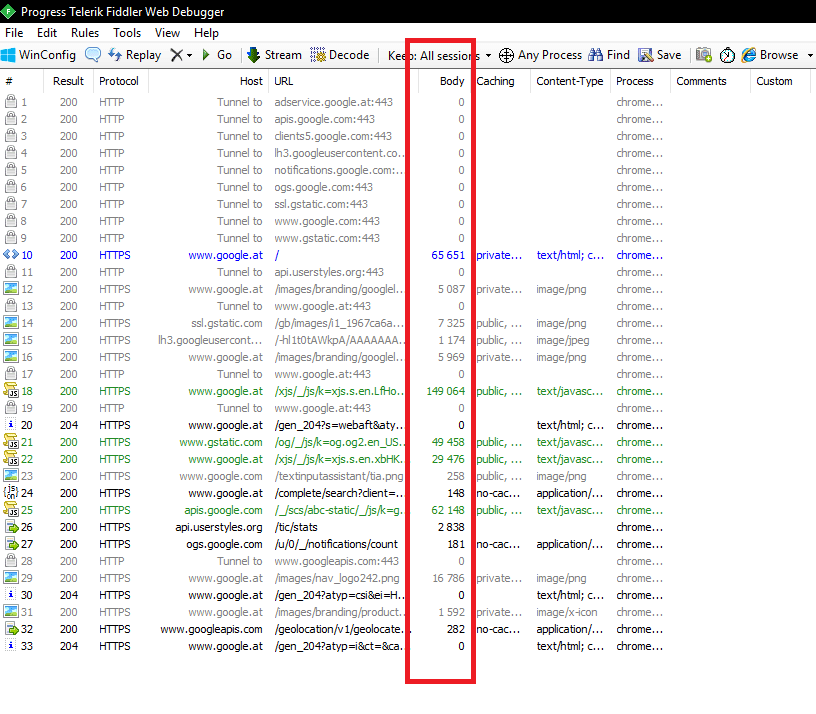 Progress Telerik Fiddler Web Debugger
File Edit Rules Tools View Help
WinConfig Replay Go Stream Decode Keep: All sessions Any Process Find Save Browse
# Result Protocol Host URL Body Caching Content-Type Process Comments Custom
1 200 HTTP Tunnel to adservice.google.at:443 0 chrome...
2 200 HTTP Tunnel to apis.google.com:443 0 chrome...
3 200 HTTP Tunnel to clients5.google.com:443 0 chrome...
4 200 HTTP Tunnel to lh3.googleusercontent.co... 0 chrome...
5 200 HTTP Tunnel to notifications.google.com:... 0 chrome...
6 200 HTTP Tunnel to ogs.google.com:443 0 chrome...
7 200 HTTP Tunnel to ssl.gstatic.com:443 0 chrome...
8 200 HTTP Tunnel to www.google.com:443 0 chrome...
9 200 HTTP Tunnel to www.gstatic.com:443 0 chrome...
10 200 HTTPS www.google.at / 65 651 private... text/html; c... chrome...
11 200 HTTP Tunnel to api.userstyles.org:443 0 chrome...
12 200 HTTPS www.google.at /images/branding/googlel... 5 087 private... image/png chrome...
13 200 HTTP Tunnel to www.google.at:443 0 chrome...
14 200 HTTPS ssl.gstatic.com /gb/images/i1_1967ca6a... 7 325 public, ... image/png chrome...
15 200 HTTPS lh3.googleusercont... /-hl1t0tAWkpA/AAAAAAA... 1 174 public, ... image/jpeg chrome...
16 200 HTTPS www.google.at /images/branding/googlel... 5 969 private... image/png chrome...
17 200 HTTP Tunnel to www.google.at:443 0 chrome...
18 200 HTTPS www.google.at /xjs/_/js/k=xjs.s.en.LfHo... 149 064 public, ... text/javasc... chrome...
19 200 HTTP Tunnel to www.google.at:443 0 chrome...
20 204 HTTPS www.google.at /gen_204?s=webaft&aty... 0 text/html; c... chrome...
21 200 HTTPS www.gstatic.com /og/_/js/k=og.og2.en_US... 49 458 public, ... text/javasc... chrome...
22 200 HTTPS www.google.at /xjs/_/js/k=xjs.s.en.xbHK... 29 476 public, ... text/javasc... chrome...
23 200 HTTPS www.google.com /textinputassistant/tia.png 258 public, ... image/png chrome...
24 200 HTTPS www.google.at /complete/search?client=... 148 no-cac... application/... chrome...
25 200 HTTPS apis.google.com /_/scs/abc-static/_/js/k=g... 62 148 public, ... text/javasc... chrome...
26 200 HTTPS api.userstyles.org /tic/stats 2 838 chrome...
27 200 HTTPS ogs.google.com /u/0/_/notifications/count 181 no-cac... application/... chrome...
28 200 HTTP Tunnel to www.googleapis.com:443 0 chrome...
29 200 HTTPS www.google.at /images/nav_logo242.png 16 786 private... image/png chrome...
30 204 HTTPS www.google.at /gen_204?atyp=csi&ei=H... 0 text/html; c... chrome...
31 200 HTTPS www.google.at /images/branding/product... 1 592 private... image/x-icon chrome...
32 200 HTTPS www.googleapis.com /geolocation/v1/geolocate... 282 no-cac... application/... chrome...
33 204 HTTPS www.google.at /gen_204?atyp=i&ct=&ca... 0 text/html; c... chrome...